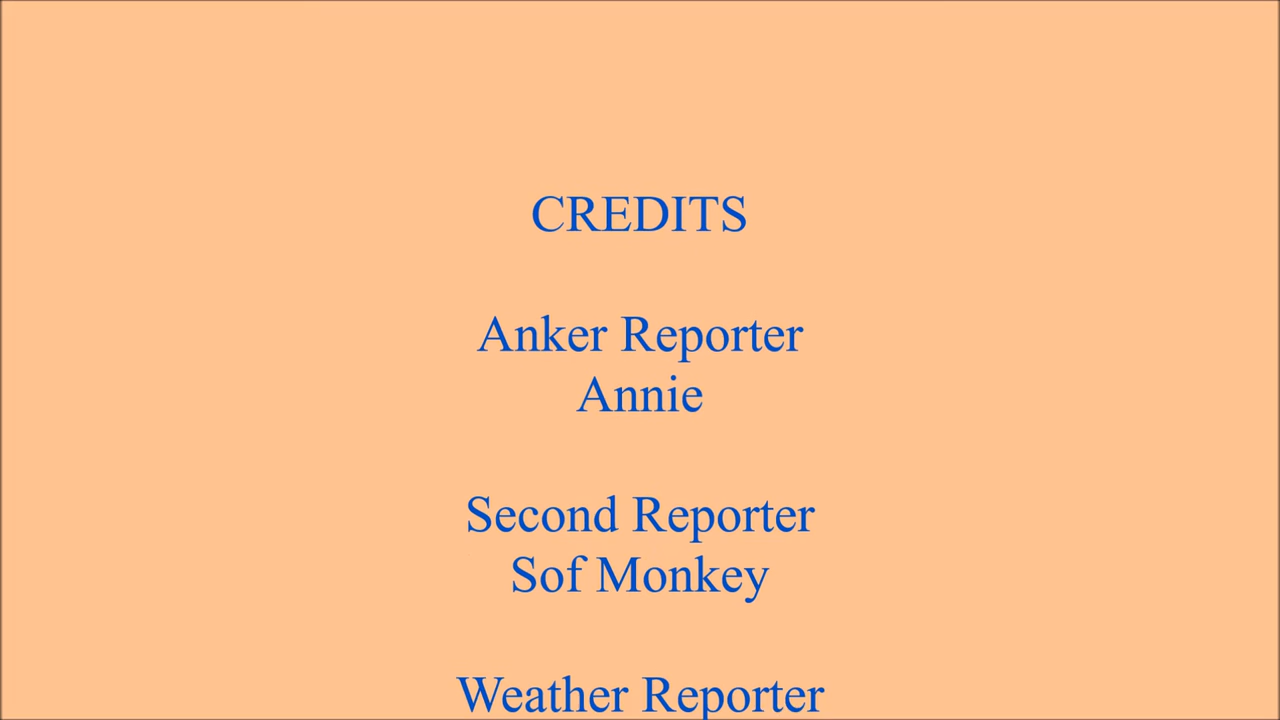 CREDITS
Anker Reporter
Annie
Second Reporter
Sof Monkey
Weather Reporter